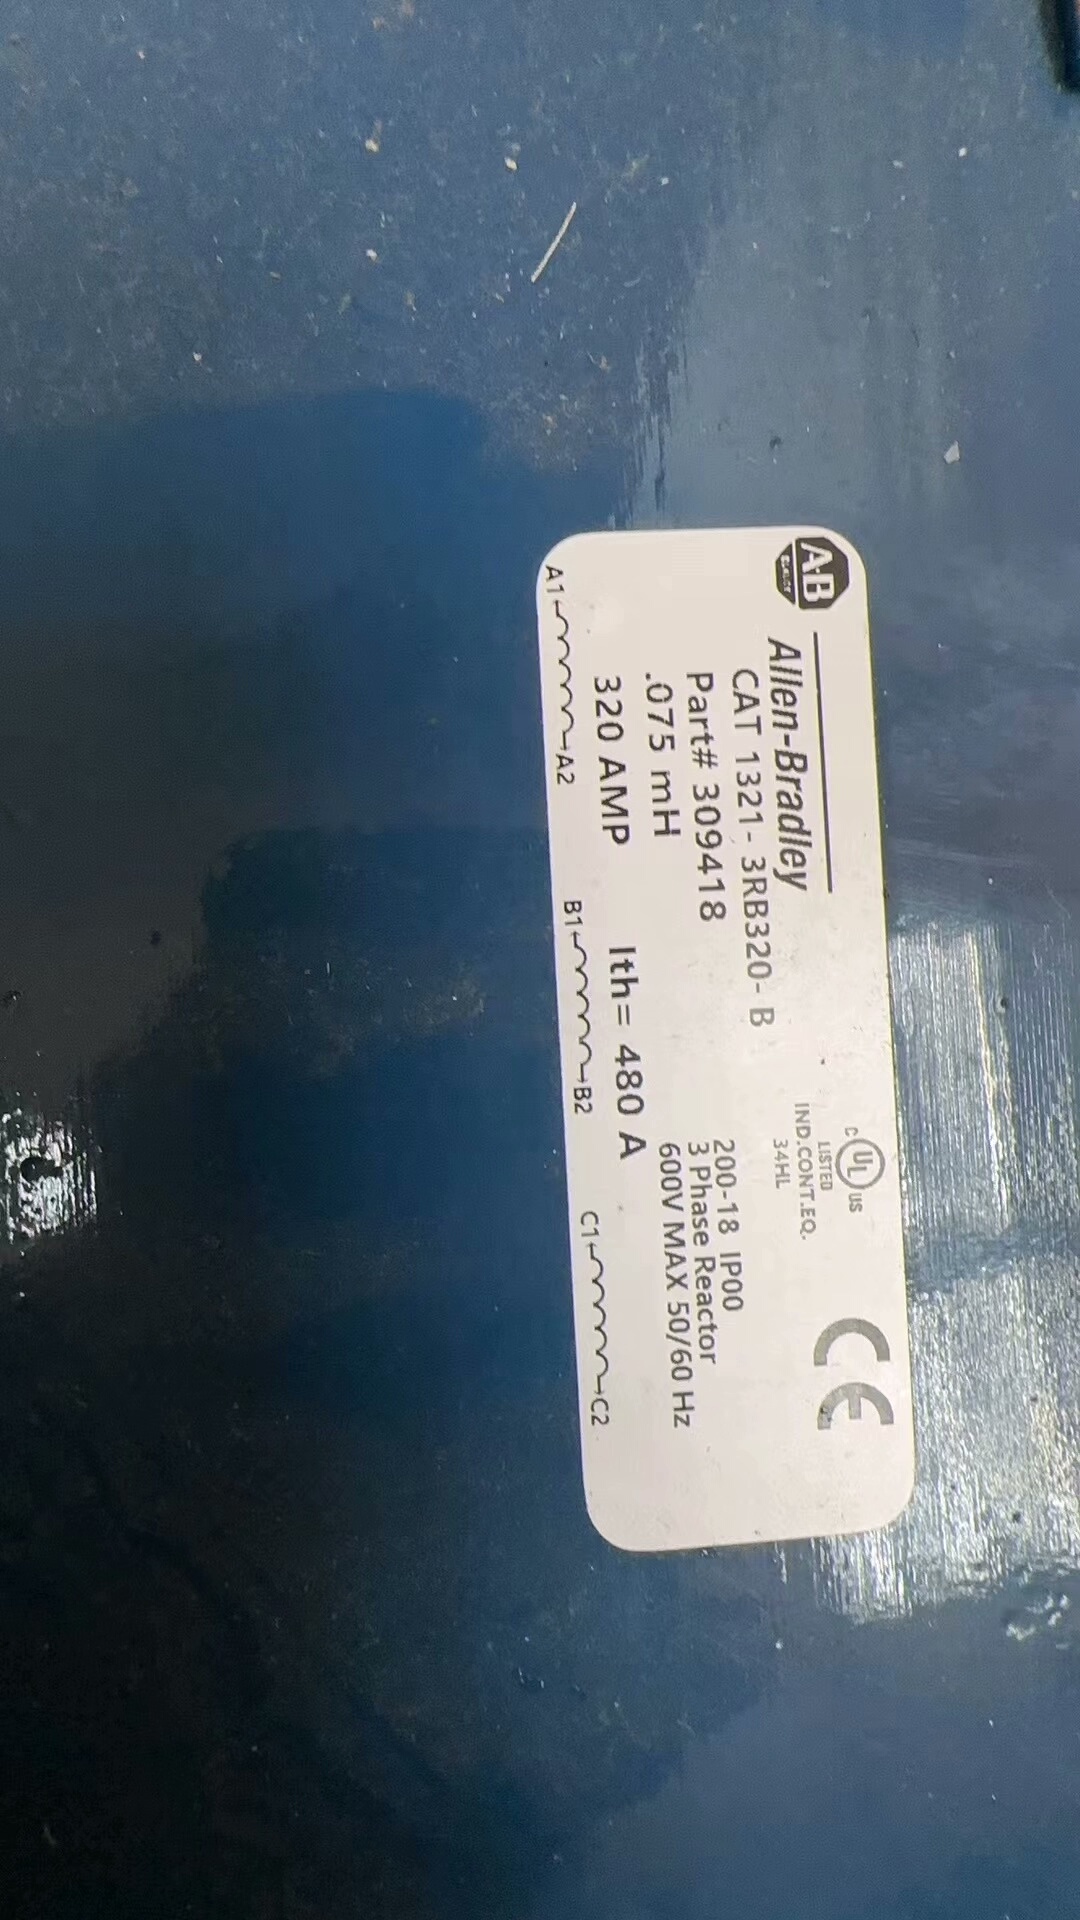 A-B
Allen-Bradley
CAT 1321- 3RB320- B
Part# 309418
.075 mH
320 AMP
Ith= 480 A
C UL US
LISTED
IND.CONT.EQ.
34HL
CE
200-18 IP00
3 Phase Reactor
600V MAX 50/60 Hz
A1 A2 B1 B2 C1 C2